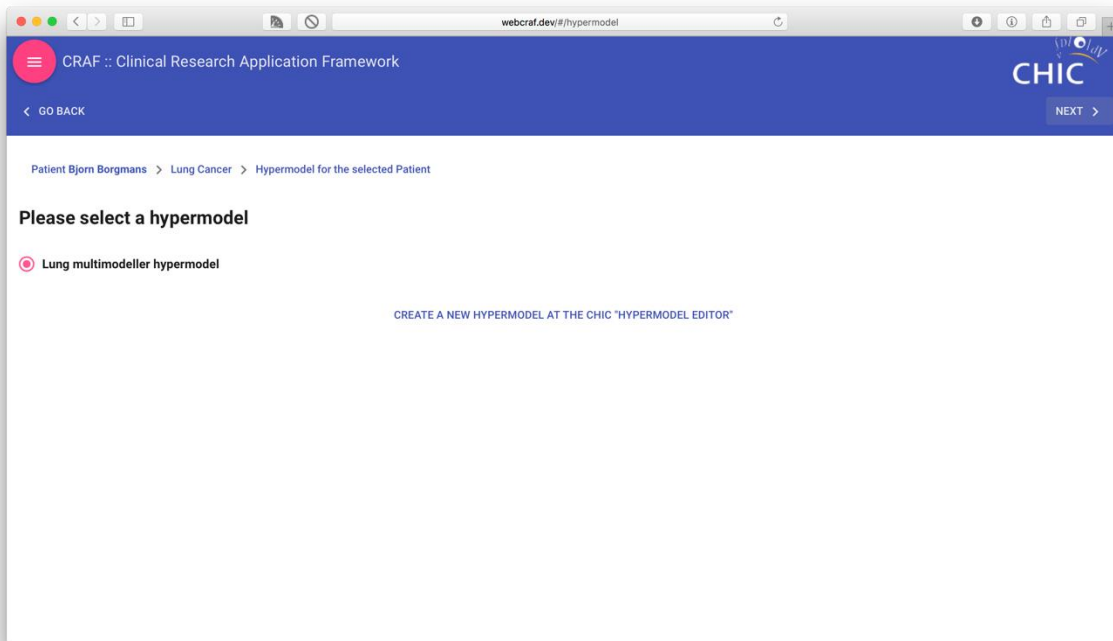 webcraf.dev/#/hypermodel
CRAF :: Clinical Research Application Framework
CHIC
GO BACK
NEXT
Patient Bjorn Borgmans > Lung Cancer > Hypermodel for the selected Patient
Please select a hypermodel
Lung multimodeller hypermodel
CREATE A NEW HYPERMODEL AT THE CHIC "HYPERMODEL EDITOR"